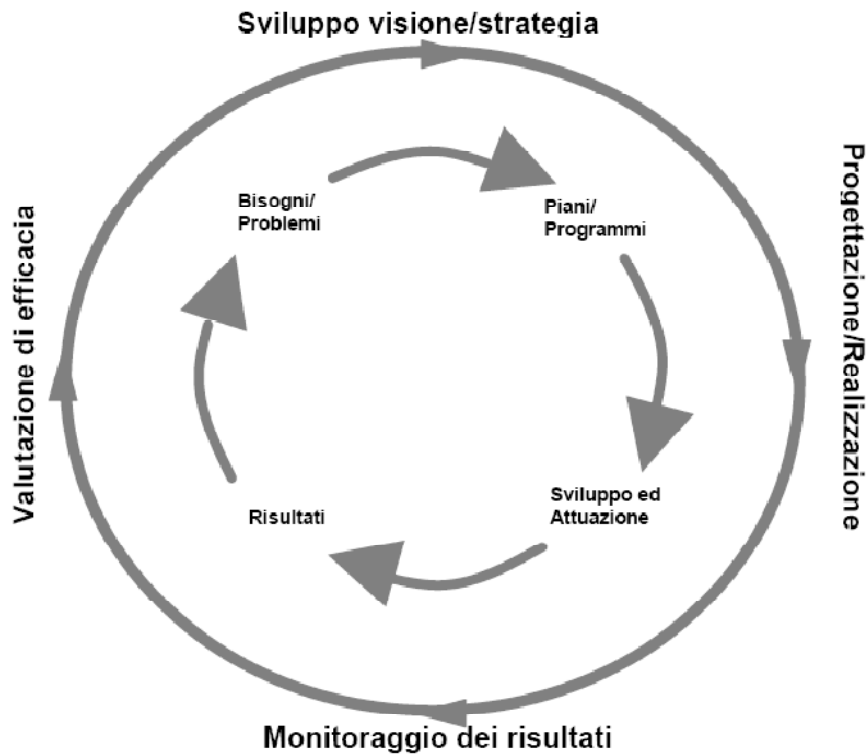 Sviluppo visione/strategia
Bisogni/
Problemi
Piani/
Programmi
Progettazione/Realizzazione
Valutazione di efficacia
Risultati
Sviluppo ed
Attuazione
Monitoraggio dei risultati